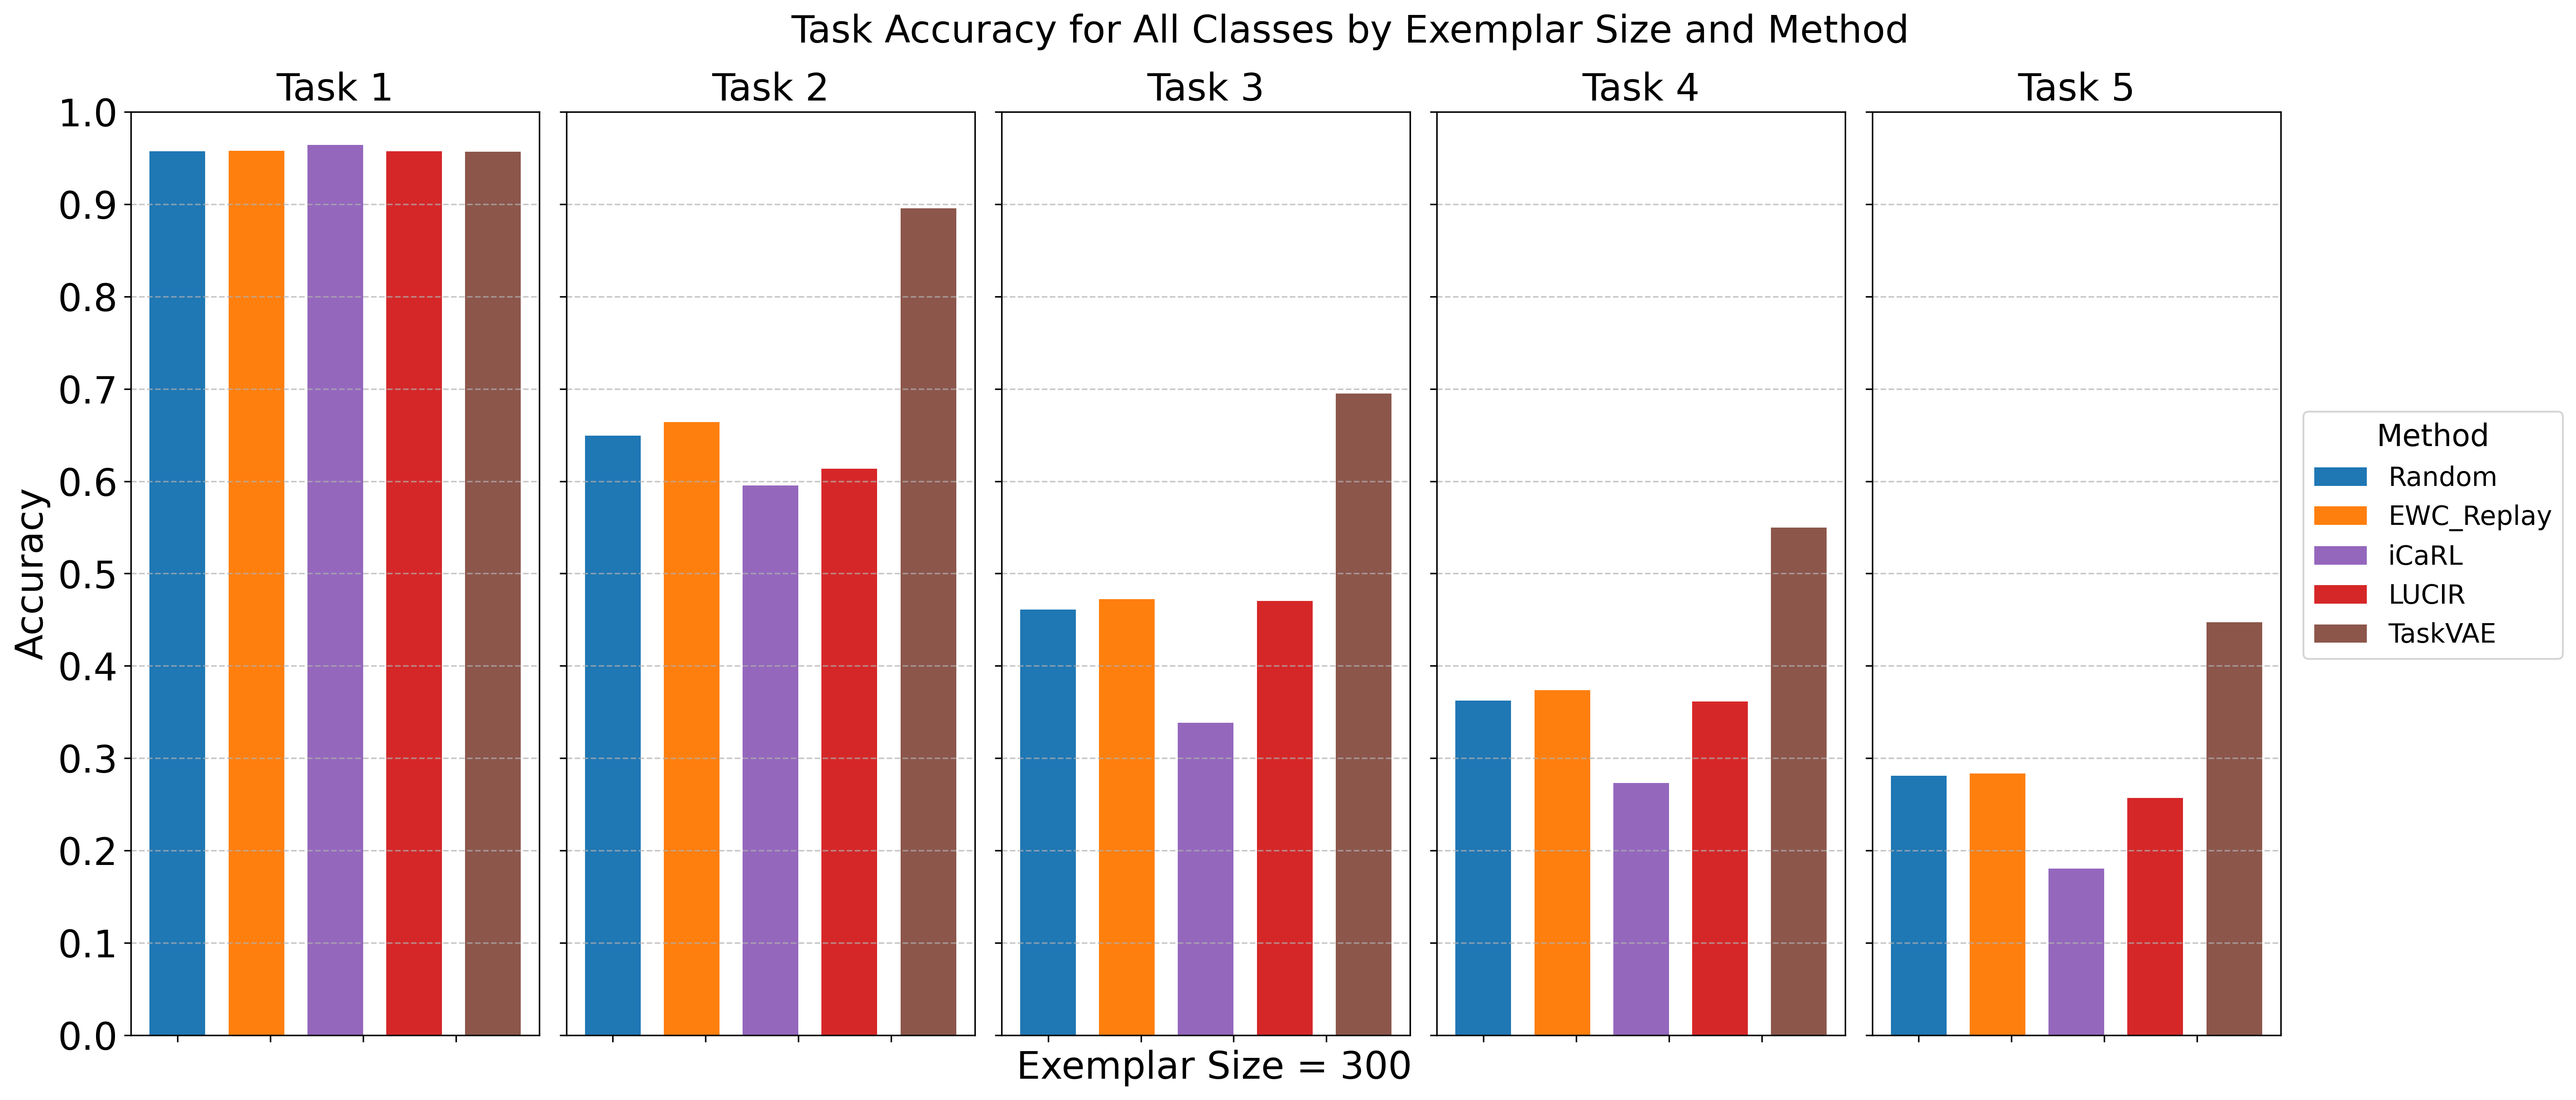 Task Accuracy for All Classes by Exemplar Size and Method
Task 1
Task 2
Task 3
Task 4
Task 5
1.0
0.9
0.8
0.7
0.6
0.5
0.4
0.3
0.2
0.1
0.0
Accuracy
Exemplar Size = 300
Method
Random
EWC_Replay
iCaRL
LUCIR
TaskVAE